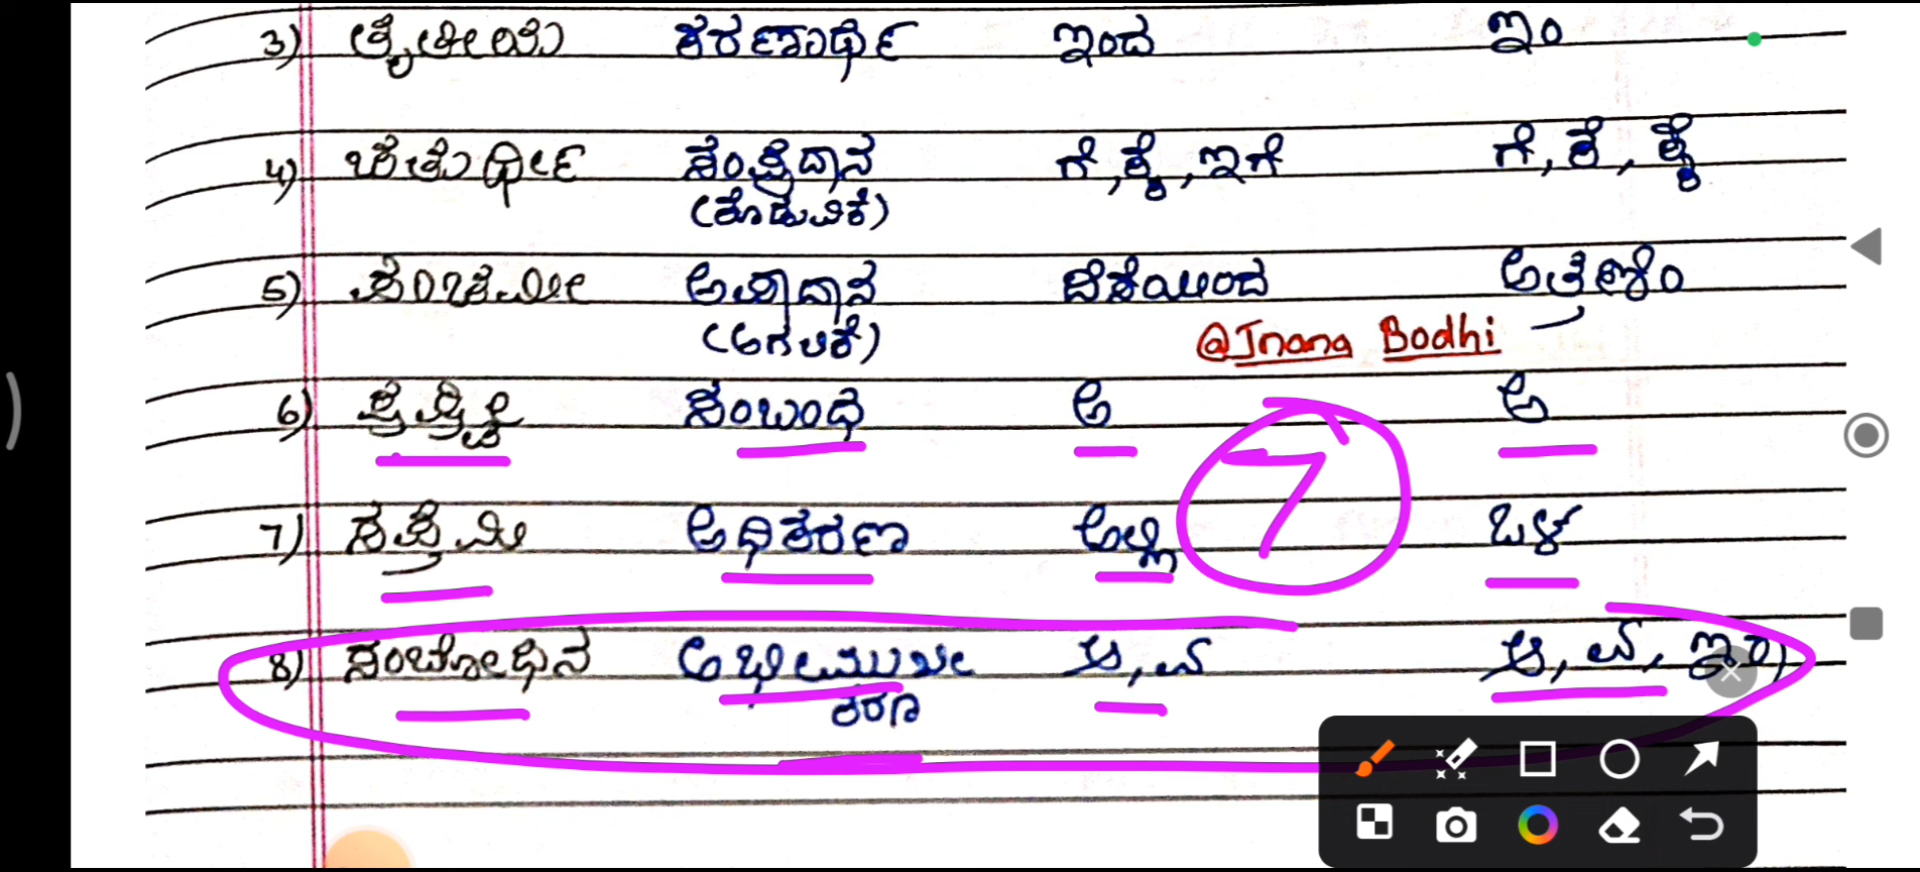 3) ತೃತೀಯ ಕರಣಾರ್ಥ ಇಂದ ಇಂ
4) ಚತುರ್ಥೀ ಸಂಪ್ರದಾನ ಗೆ, ಕ್ಕೆ, ಇಗೆ ಗೆ, ಕೆ, ಕ್ಕೆ
(ಕೊಡುವಿಕೆ)
5) ಪಂಚಮೀ ಅಪಾದಾನ ದೆಸೆಯಿಂದ ಅತ್ತಣಿಂ
(ಅಗಲಿಕೆ) @Jnana Bodhi
6) ಸಂಬಂಧ ಅ ಅ
7
7) ಸಪ್ತಮೀ ಅಧಿಕರಣ ಅಲ್ಲಿ ಒಳ್
8) ಸಂಬೋಧನ ಅಭಿಮುಖೀ ಆ, ಏ ಆ, ಏ, ಇರಾ
ಕರಣ